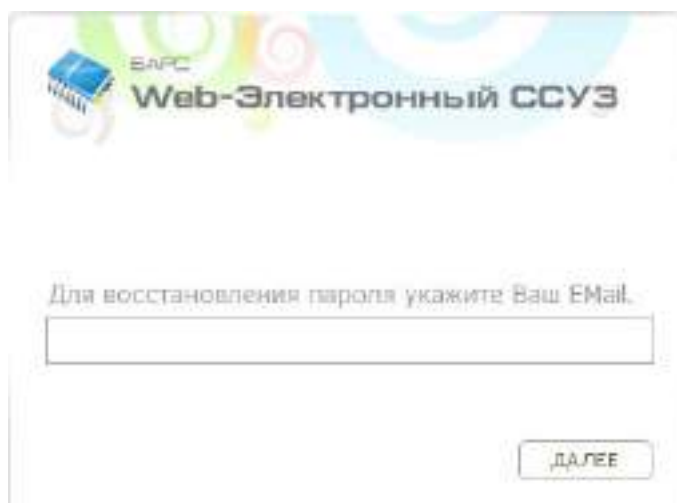 БАРС
Web-Электронный ССУЗ
Для восстановления пароля укажите Ваш EMail.
ДАЛЕЕ